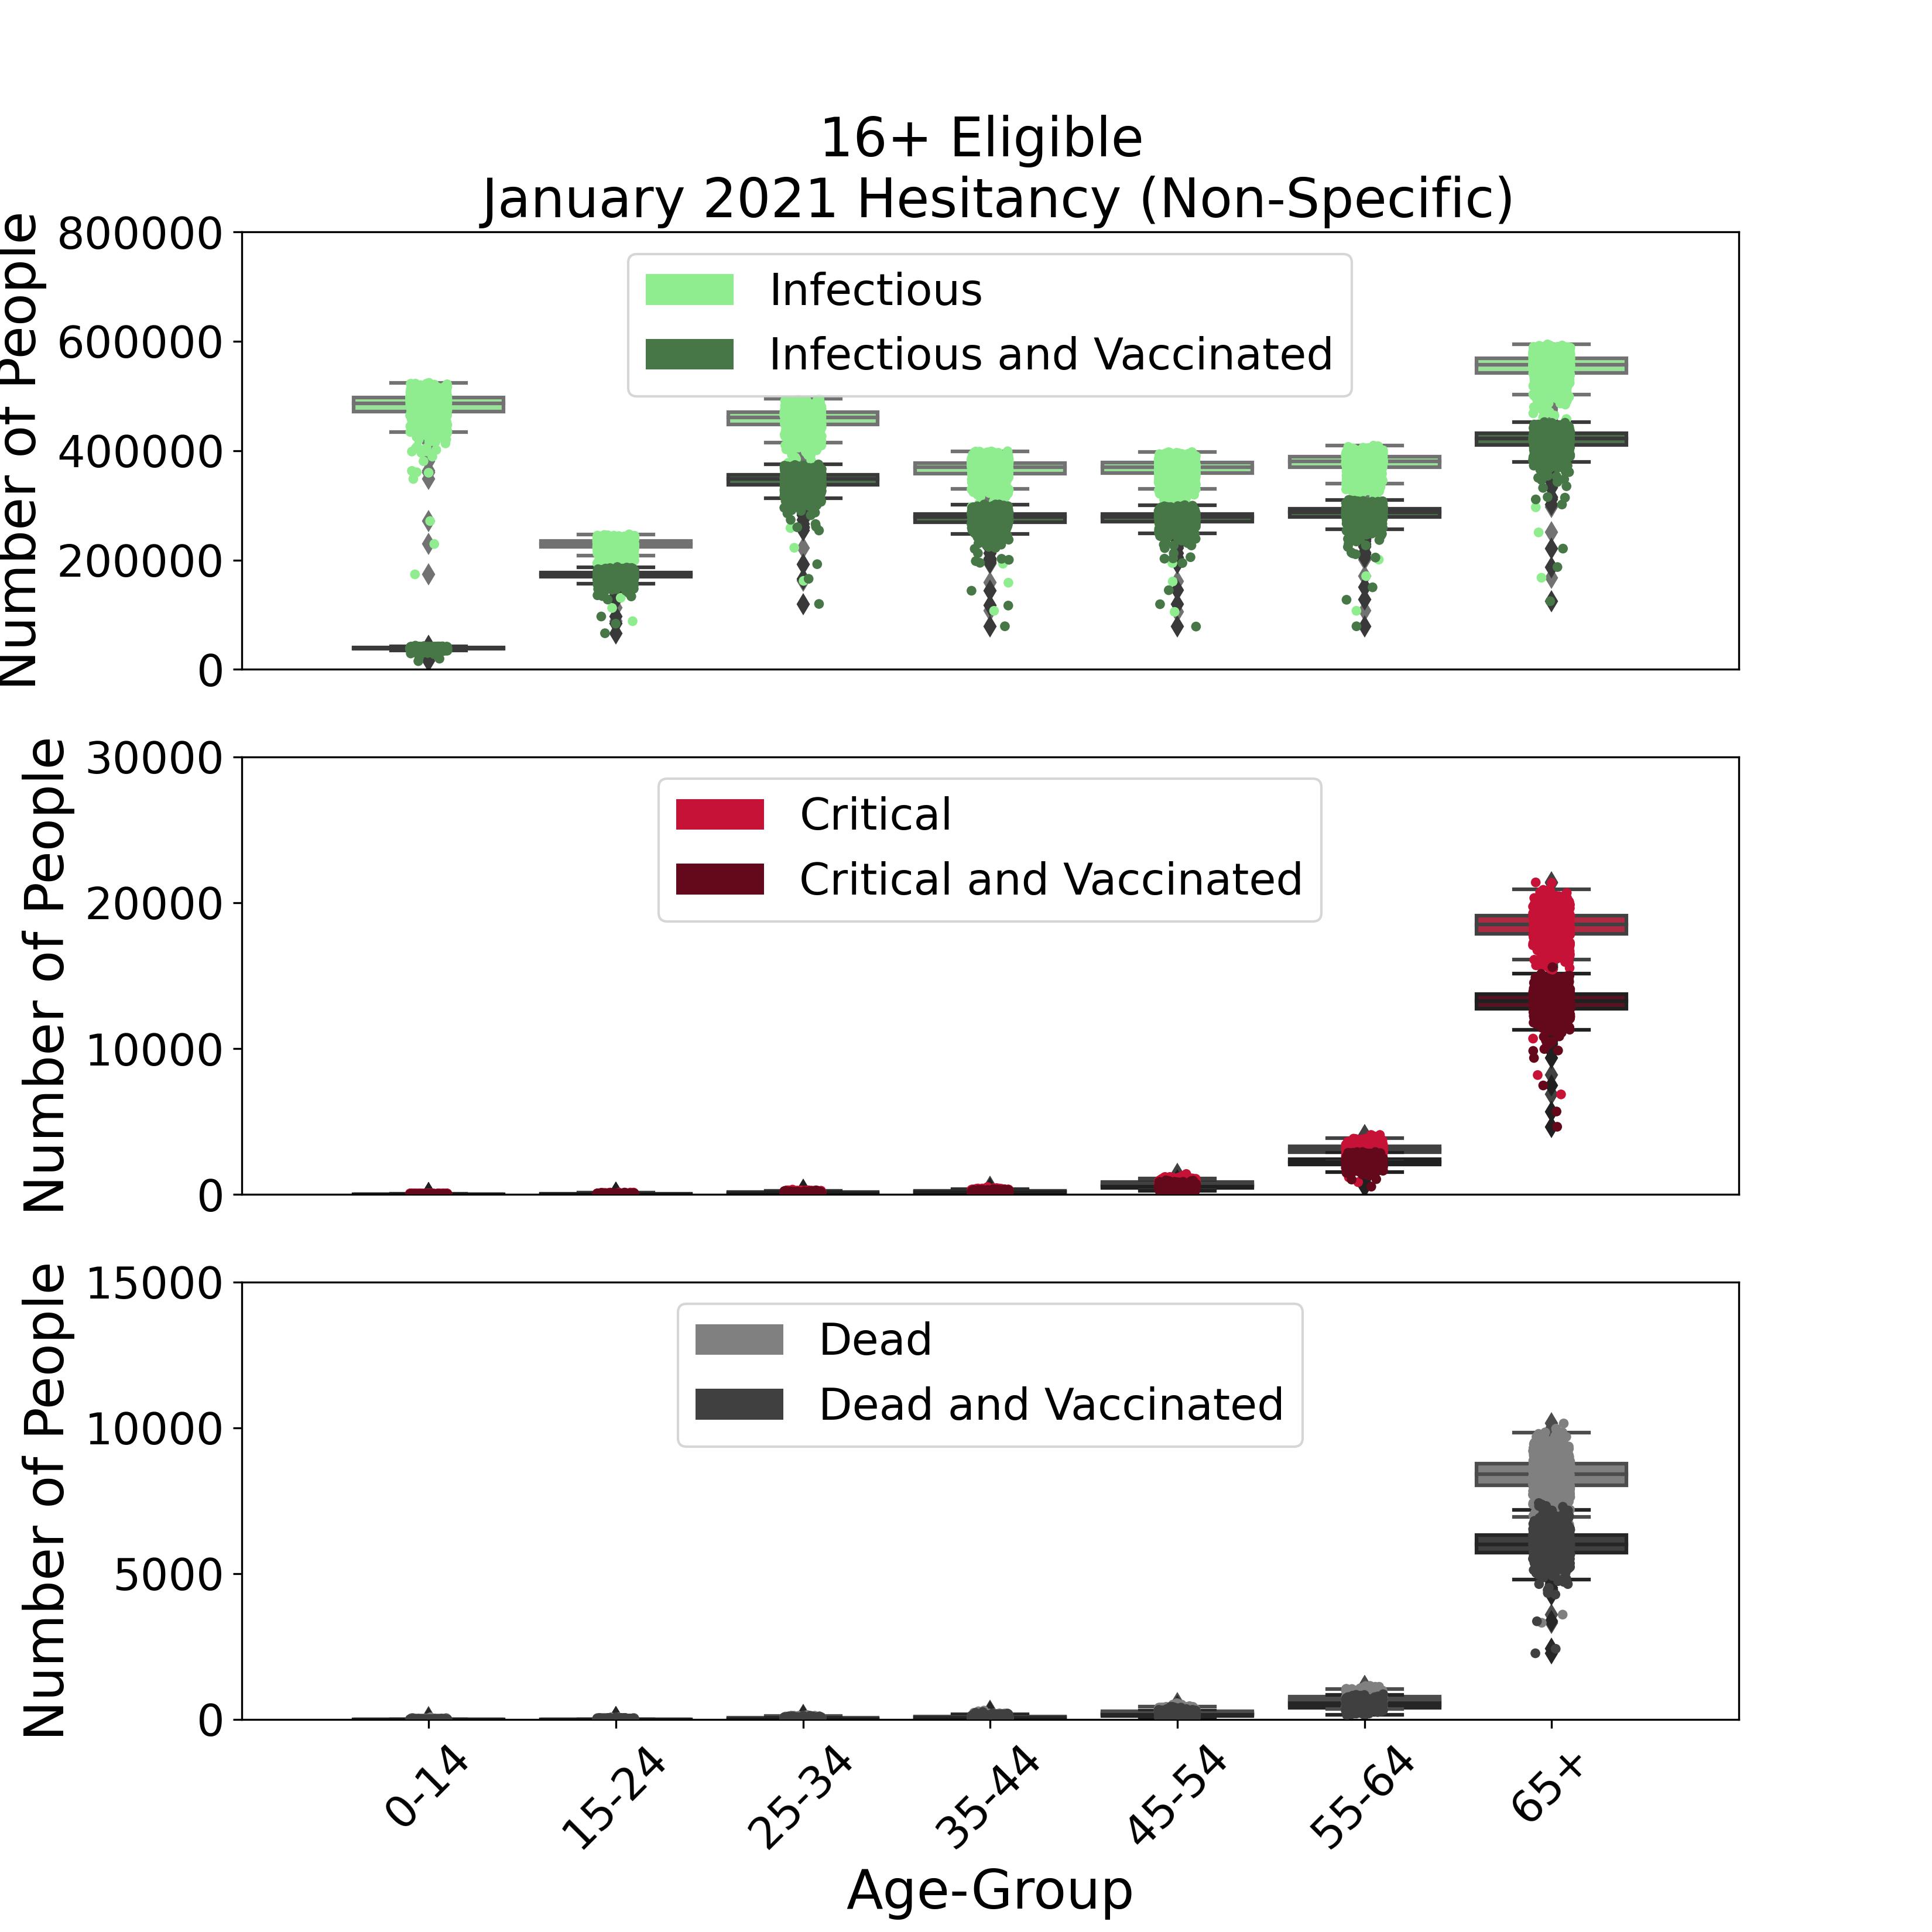 16+ Eligible
January 2021 Hesitancy (Non-Specific)
Number of People
800000
600000
400000
200000
0
Infectious
Infectious and Vaccinated
Number of People
30000
20000
10000
0
Critical
Critical and Vaccinated
Number of People
15000
10000
5000
0
Dead
Dead and Vaccinated
0-14
15-24
25-34
35-44
45-54
55-64
65+
Age-Group